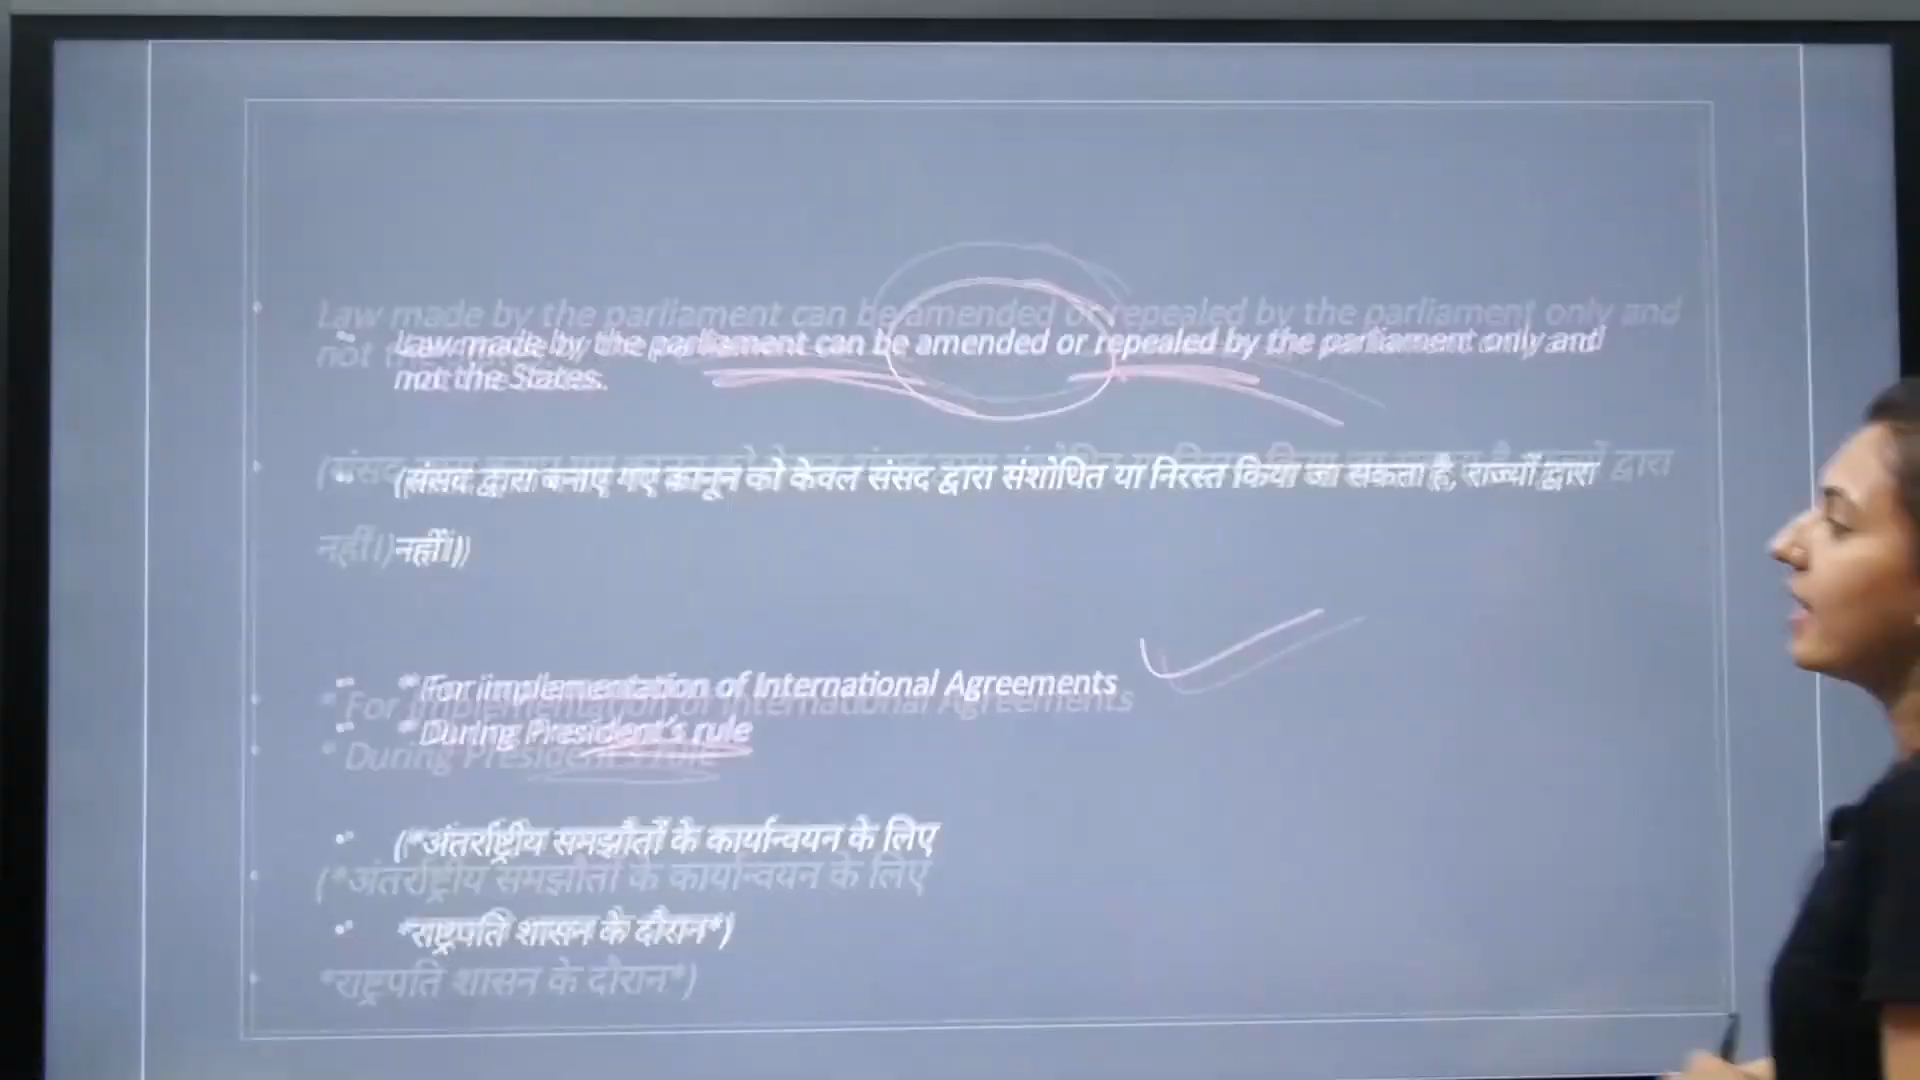 Law made by the parliament can be amended or repealed by the parliament only and
not the States.
(संसद द्वारा बनाए गए कानून को केवल संसद द्वारा संशोधित या निरस्त किया जा सकता है, राज्यों द्वारा
नहीं।)
*For implementation of International Agreements
*During President's rule
(*अंतर्राष्ट्रीय समझौतों के कार्यान्वयन के लिए
*राष्ट्रपति शासन के दौरान*)